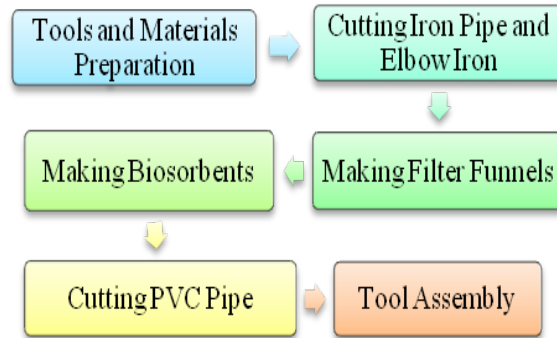 Tools and Materials
Preparation
Cutting Iron Pipe and
Elbow Iron
Making Filter Funnels
Making Biosorbents
Cutting PVC Pipe
Tool Assembly